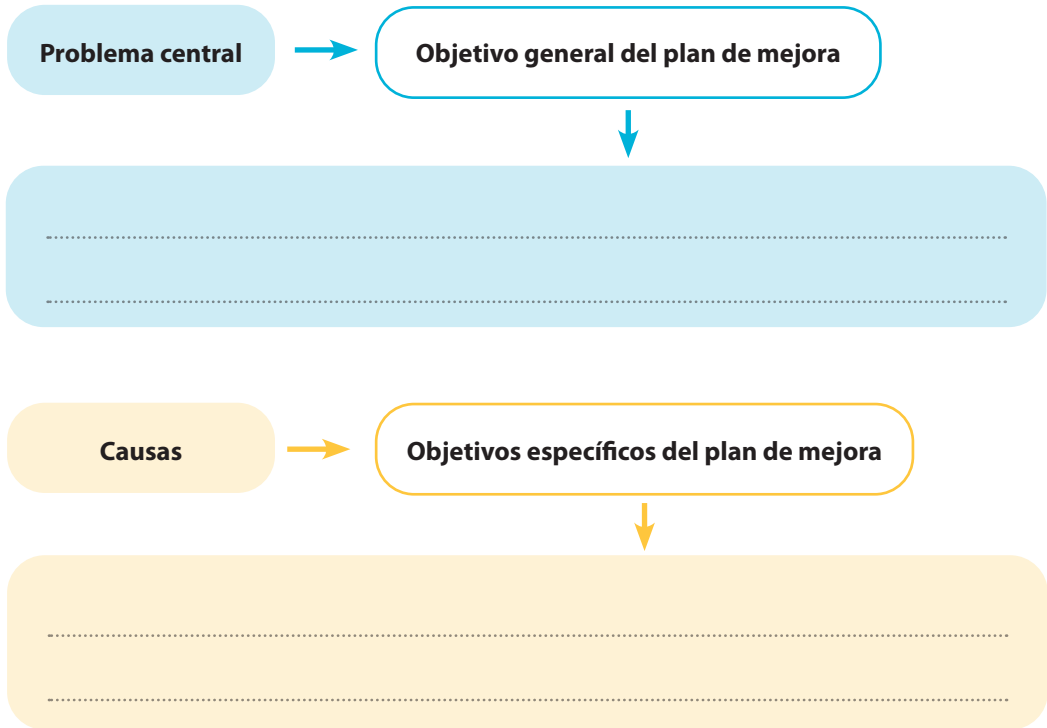 Problema central
Objetivo general del plan de mejora
Causas
Objetivos específicos del plan de mejora